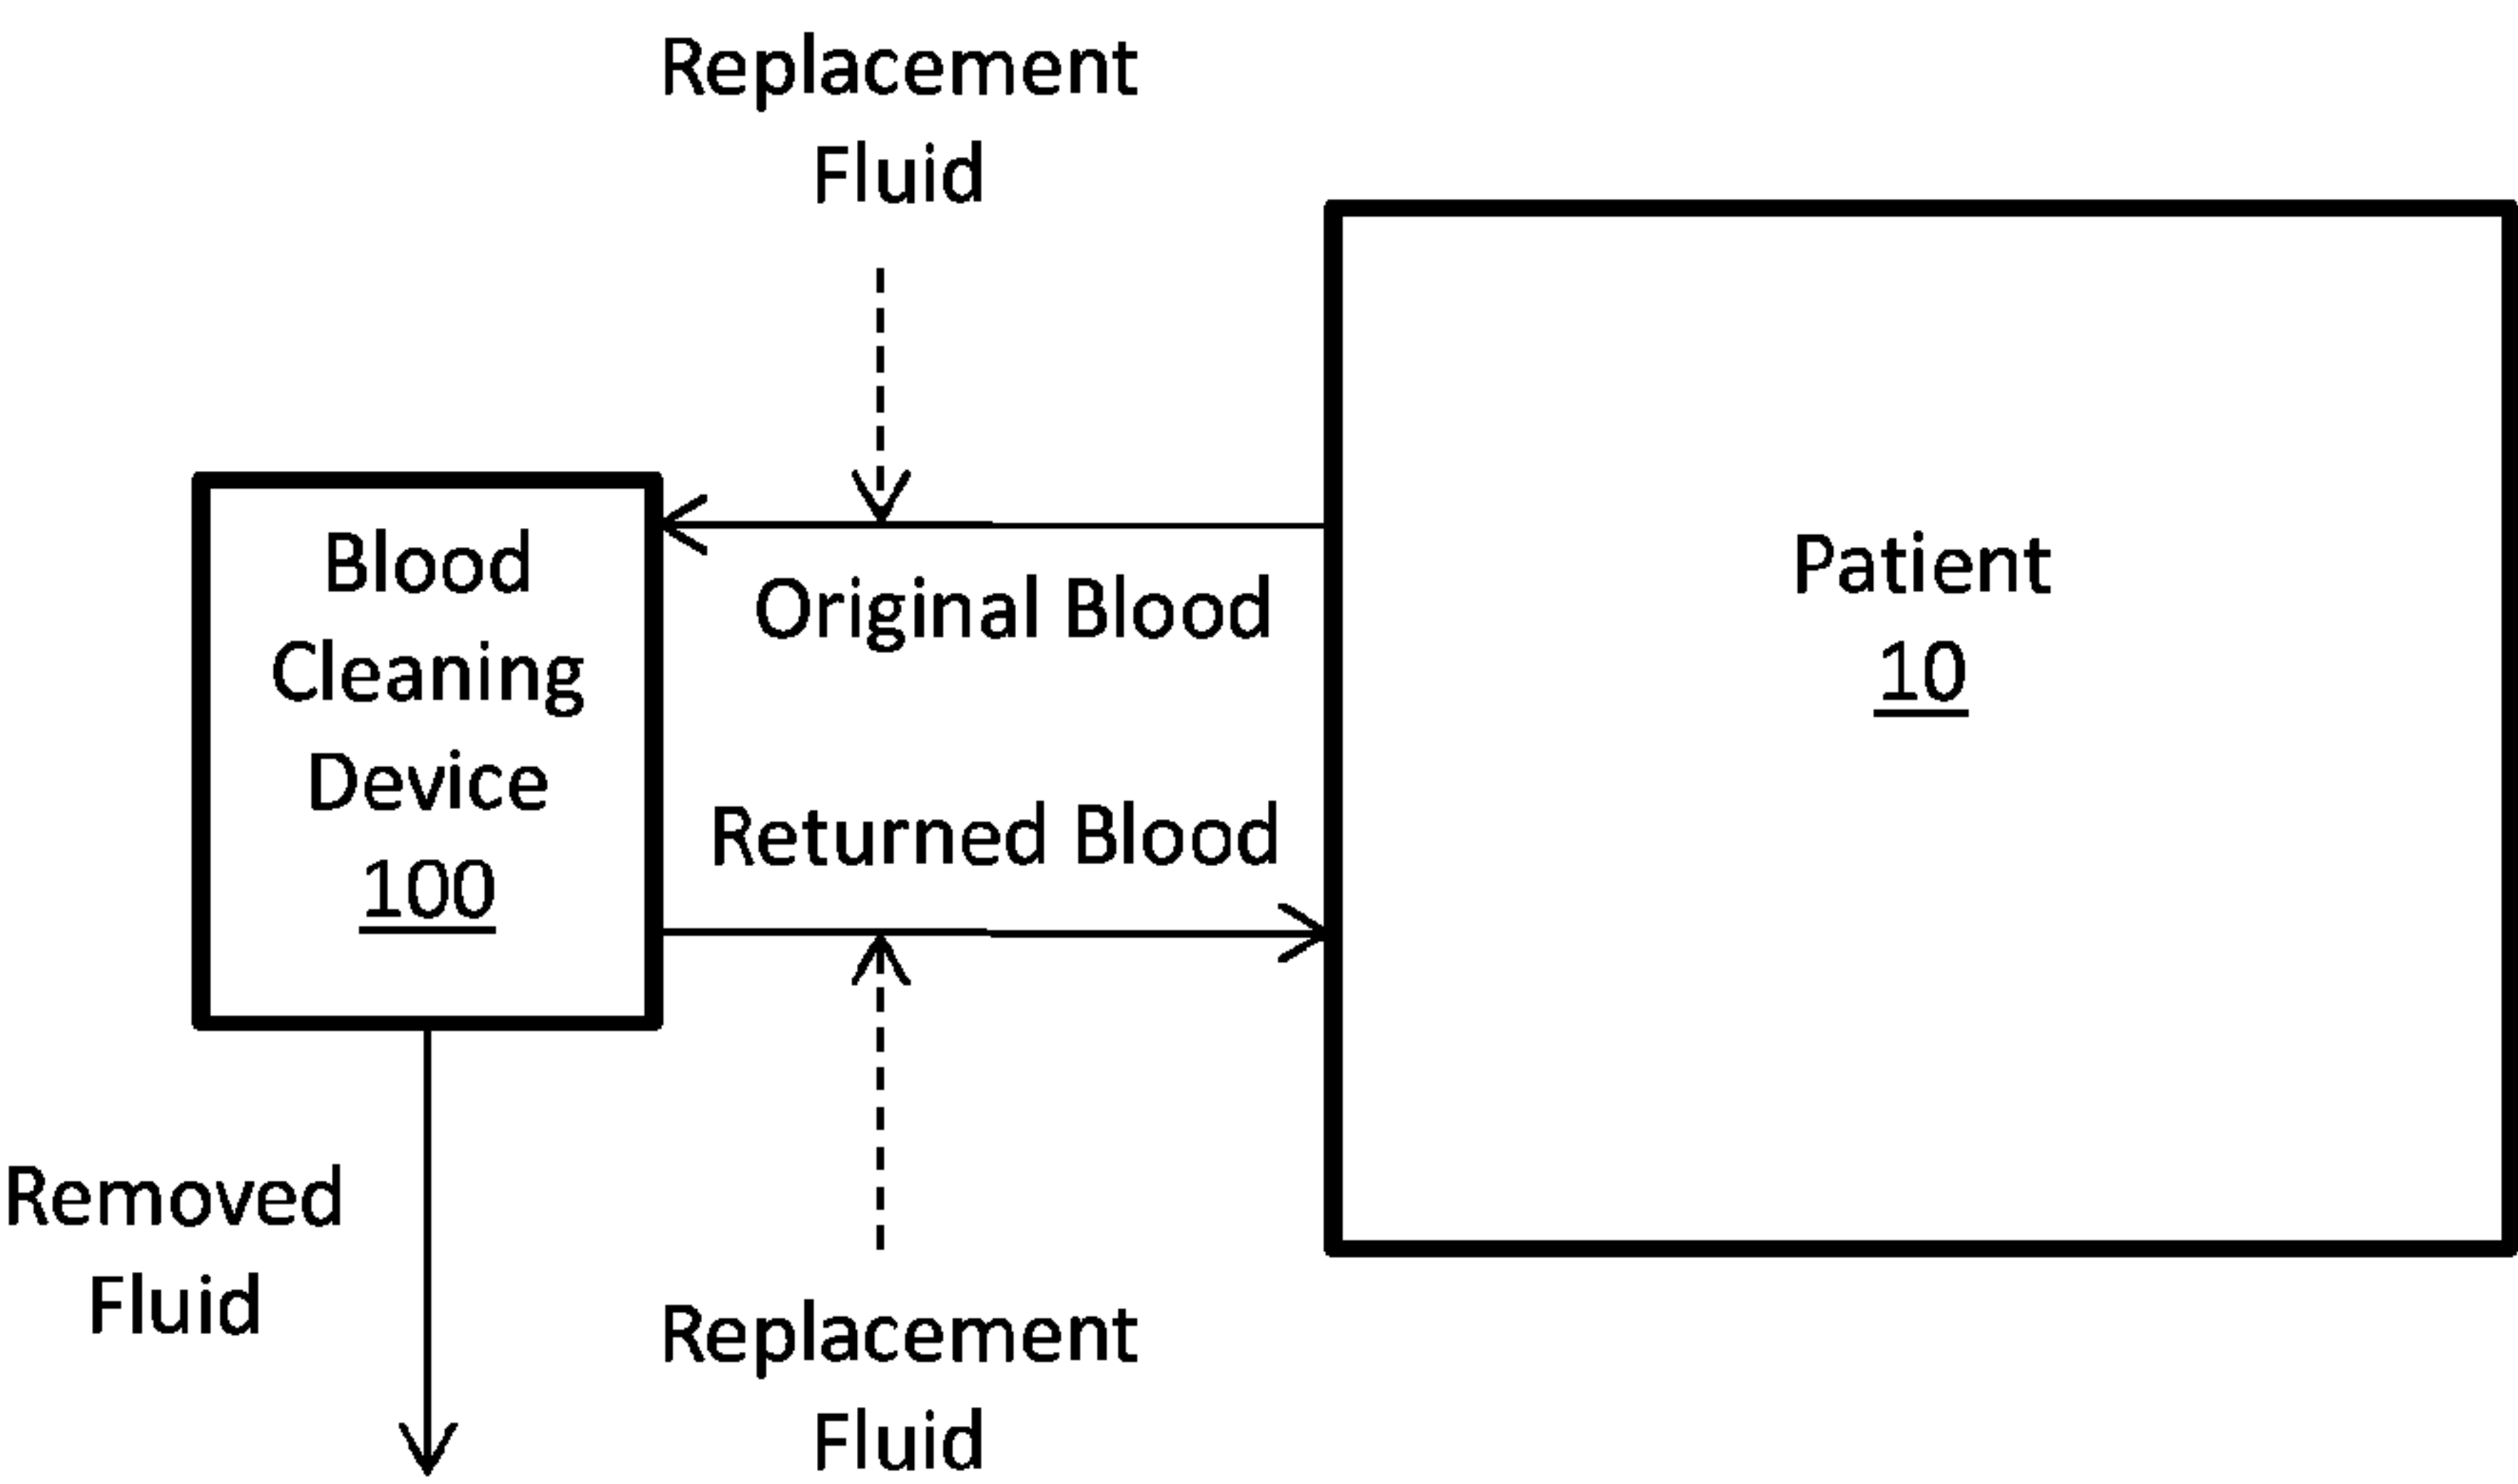 Replacement
Fluid
Blood
Cleaning
Device
100
Original Blood
Returned Blood
Patient
10
Removed
Fluid
Replacement
Fluid